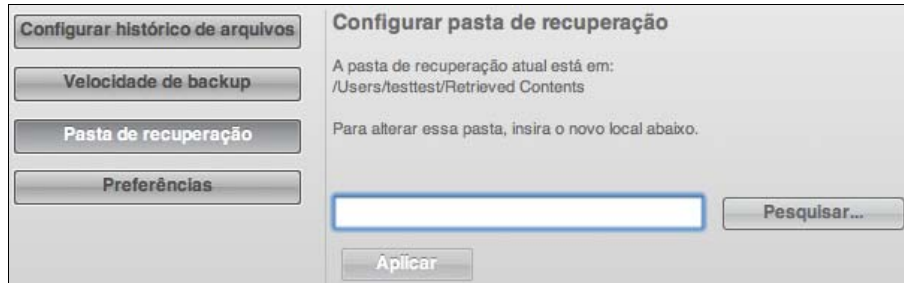 Configurar histórico de arquivos
Velocidade de backup
Pasta de recuperação
Preferências
Configurar pasta de recuperação
A pasta de recuperação atual está em:
/Users/testtest/Retrieved Contents
Para alterar essa pasta, insira o novo local abaixo.
Pesquisar...
Aplicar